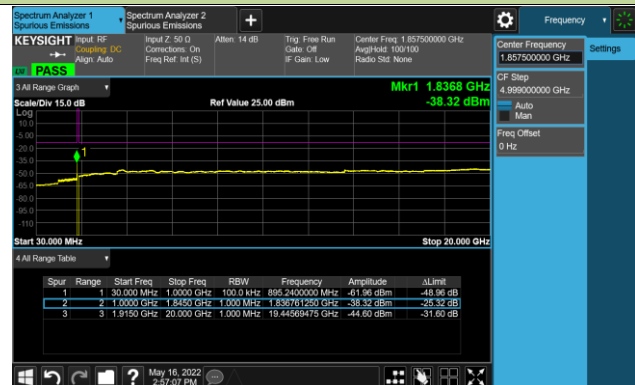 Spectrum Analyzer 1
Spurious Emissions
Spectrum Analyzer 2
Spurious Emissions
+
Frequency
KEYSIGHT
Input: RF
Coupling: DC
Align: Auto
Input Z: 50 Ω
Corrections: On
Freq Ref: Int (S)
Atten: 14 dB
Trig: Free Run
Gate: Off
IF Gain: Low
Center Freq: 1.857500000 GHz
Avg|Hold: 100/100
Radio Std: None
PASS
Center Frequency
1.857500000 GHz
Settings
CF Step
4.999000000 GHz
Auto
Man
Freq Offset
0 Hz
3 All Range Graph
Mkr1 1.8368 GHz
Scale/Div 15.0 dB
Ref Value 25.00 dBm
-38.32 dBm
Log
10.0
-5.00
-20.0
-35.0
-50.0
-65.0
-80.0
-95.0
-110
1
Start 30.000 MHz
Stop 20.000 GHz
4 All Range Table
Spur Range Start Freq Stop Freq RBW Frequency Amplitude ΔLimit
1 1 30.000 MHz 1.0000 GHz 100.0 kHz 895.2400000 MHz -61.96 dBm -48.96 dB
2 2 1.0000 GHz 1.8450 GHz 1.000 MHz 1.836761250 GHz -38.32 dBm -25.32 dB
3 3 1.9150 GHz 20.000 GHz 1.000 MHz 19.44569475 GHz -44.60 dBm -31.60 dB
?
May 16, 2022
2:57:07 PM